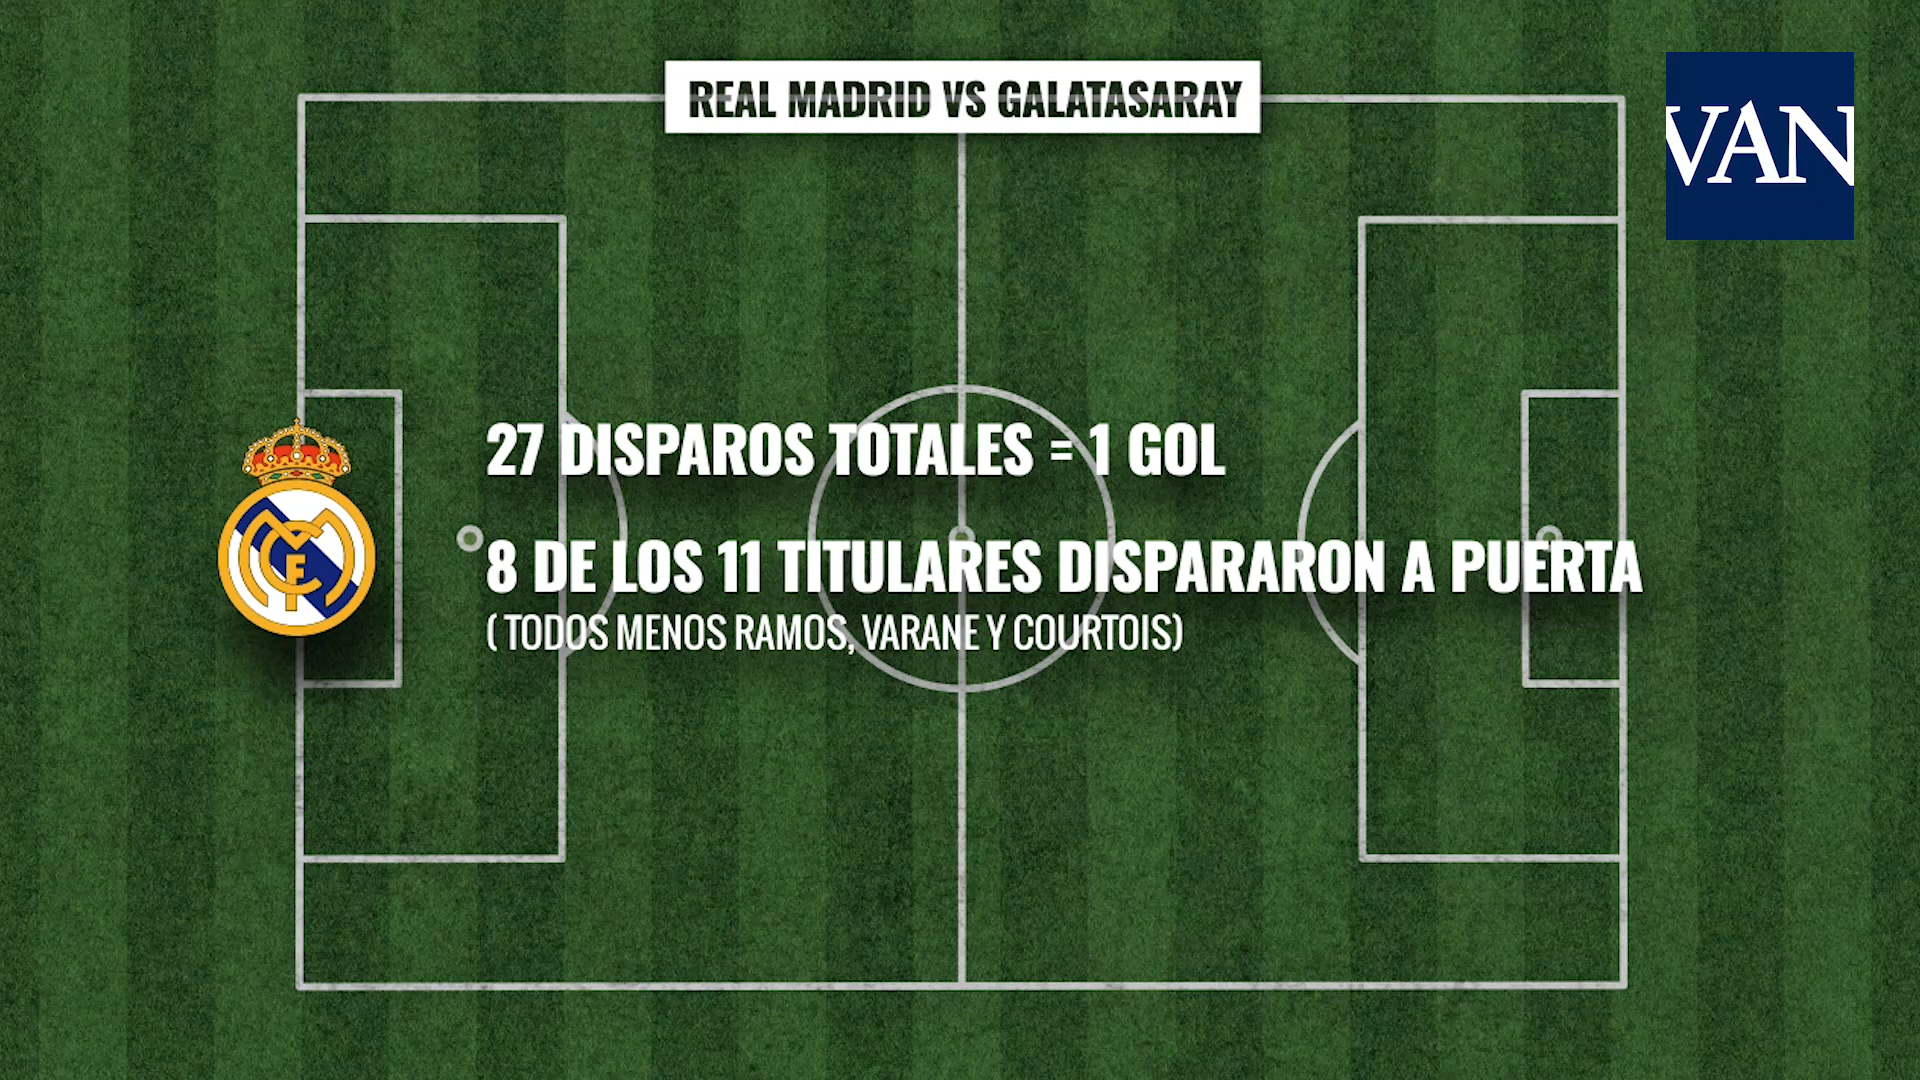 REAL MADRID VS GALATASARAY
VAN
27 DISPAROS TOTALES = 1 GOL
8 DE LOS 11 TITULARES DISPARARON A PUERTA
( TODOS MENOS RAMOS, VARANE Y COURTOIS)